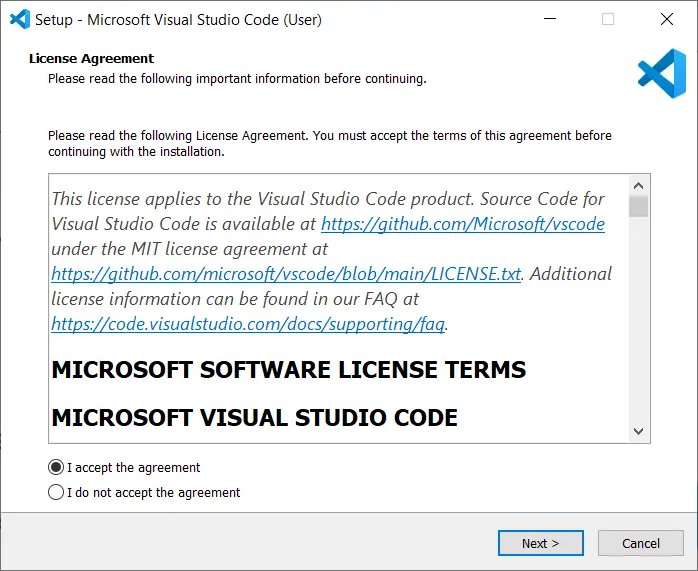 Setup - Microsoft Visual Studio Code (User)
License Agreement
Please read the following important information before continuing.
Please read the following License Agreement. You must accept the terms of this agreement before
continuing with the installation.
This license applies to the Visual Studio Code product. Source Code for
Visual Studio Code is available at https://github.com/Microsoft/vscode
under the MIT license agreement at
https://github.com/microsoft/vscode/blob/main/LICENSE.txt. Additional
license information can be found in our FAQ at
https://code.visualstudio.com/docs/supporting/faq.
MICROSOFT SOFTWARE LICENSE TERMS
MICROSOFT VISUAL STUDIO CODE
I accept the agreement
I do not accept the agreement
Next >
Cancel